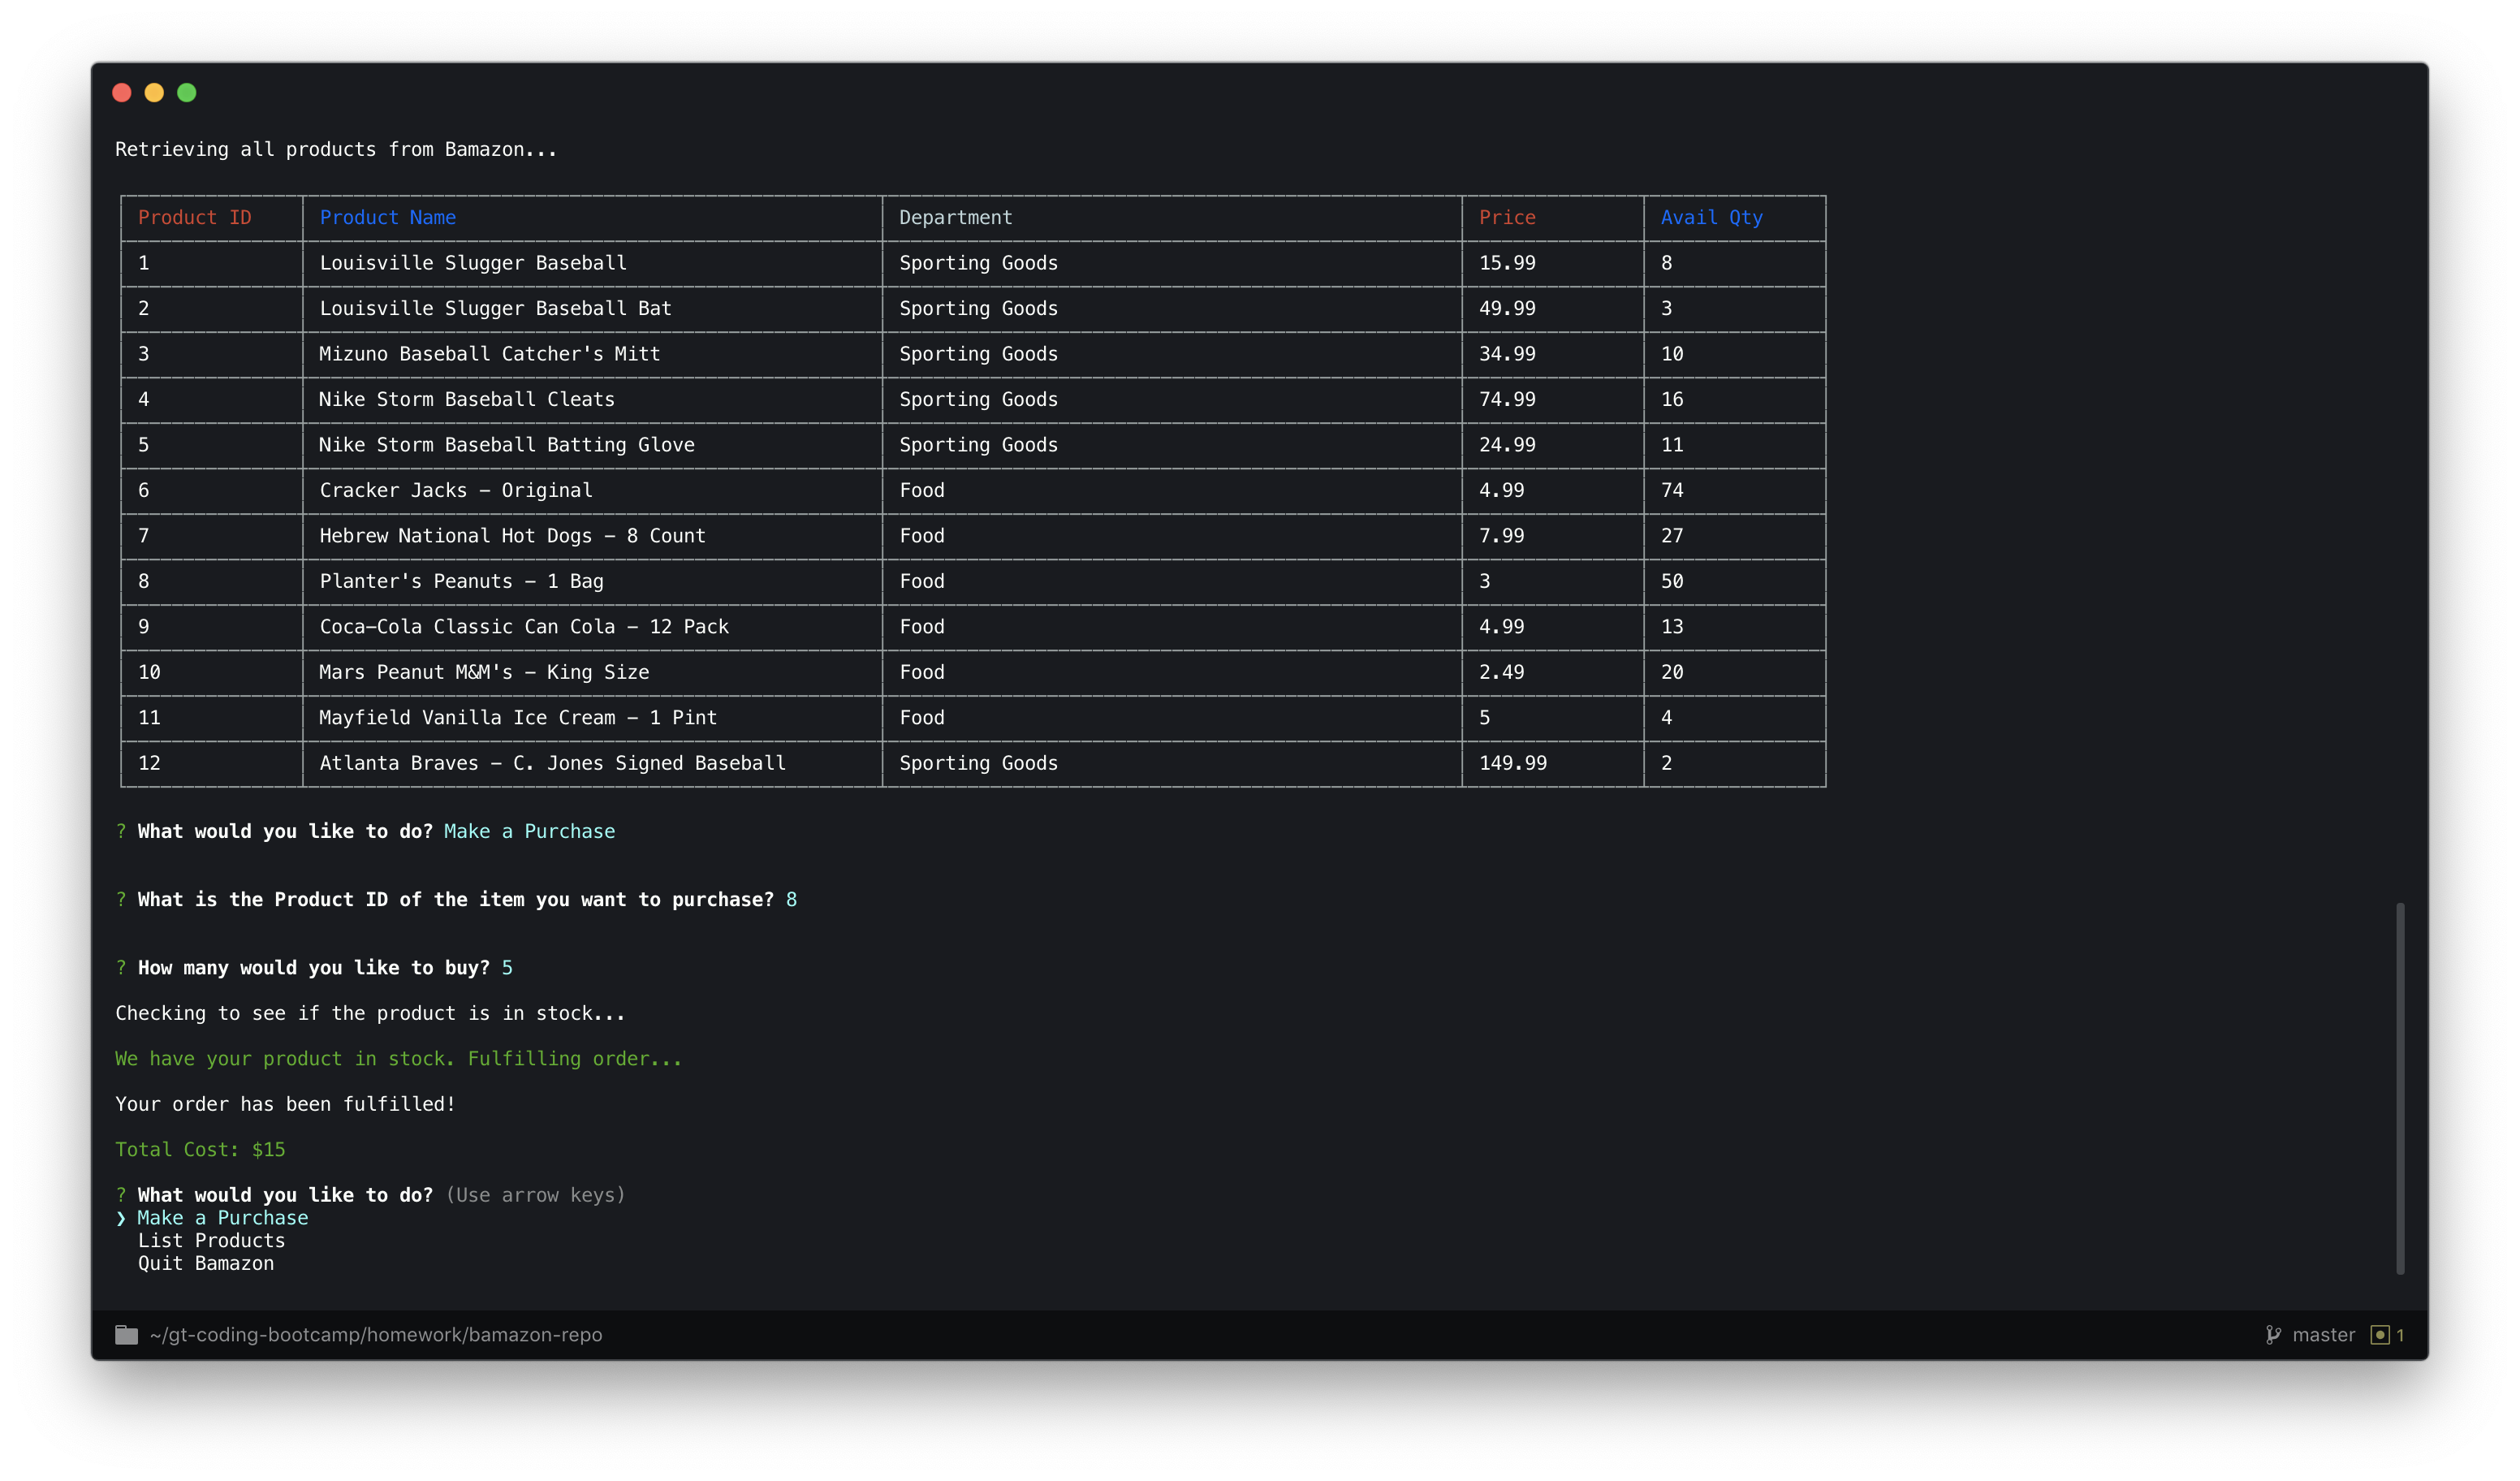 Retrieving all products from Bamazon...
Product ID Product Name Department Price Avail Qty
1 Louisville Slugger Baseball Sporting Goods 15.99 8
2 Louisville Slugger Baseball Bat Sporting Goods 49.99 3
3 Mizuno Baseball Catcher's Mitt Sporting Goods 34.99 10
4 Nike Storm Baseball Cleats Sporting Goods 74.99 16
5 Nike Storm Baseball Batting Glove Sporting Goods 24.99 11
6 Cracker Jacks - Original Food 4.99 74
7 Hebrew National Hot Dogs - 8 Count Food 7.99 27
8 Planter's Peanuts - 1 Bag Food 3 50
9 Coca-Cola Classic Can Cola - 12 Pack Food 4.99 13
10 Mars Peanut M&M's - King Size Food 2.49 20
11 Mayfield Vanilla Ice Cream - 1 Pint Food 5 4
12 Atlanta Braves - C. Jones Signed Baseball Sporting Goods 149.99 2
? What would you like to do? Make a Purchase
? What is the Product ID of the item you want to purchase? 8
? How many would you like to buy? 5
Checking to see if the product is in stock...
We have your product in stock. Fulfilling order...
Your order has been fulfilled!
Total Cost: $15
? What would you like to do? (Use arrow keys)
❯ Make a Purchase
List Products
Quit Bamazon
~/gt-coding-bootcamp/homework/bamazon-repo master 1